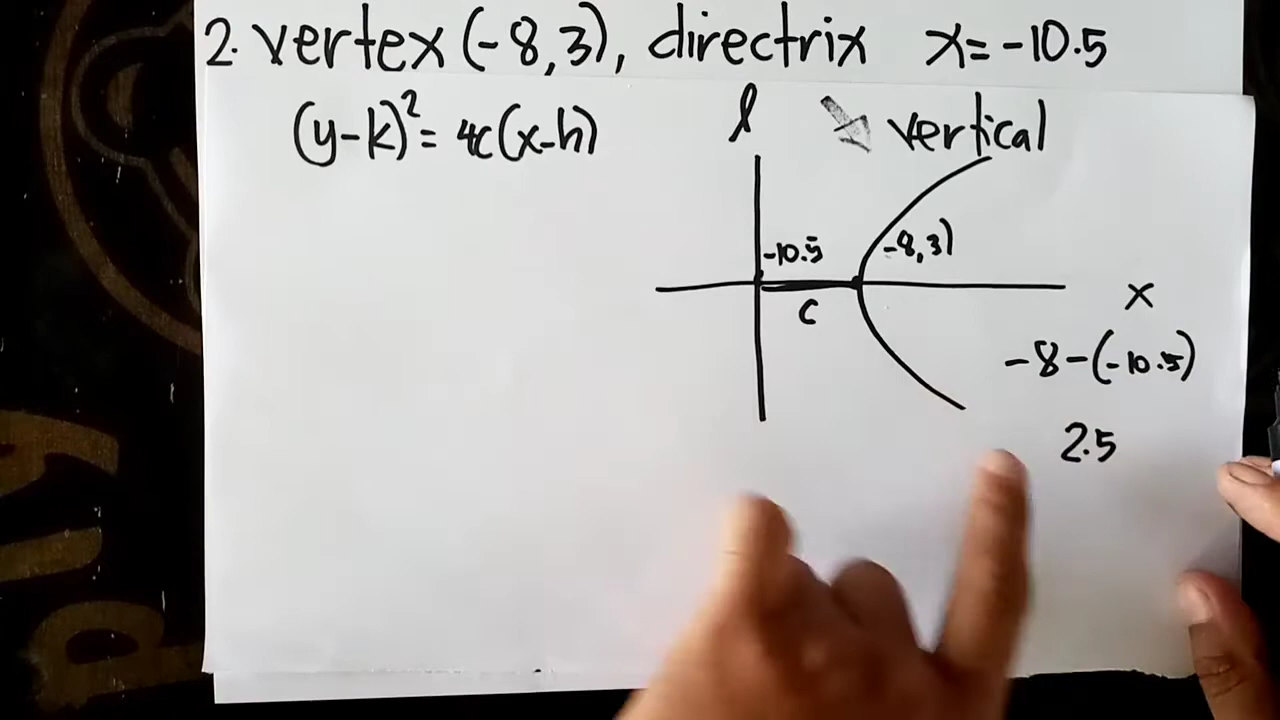 2. vertex (-8,3), directrix x= -10.5
(y-k)²= 4c(x-h)
l
vertical
-10.5
-8,3)
c
x
-8-(-10.5)
2.5